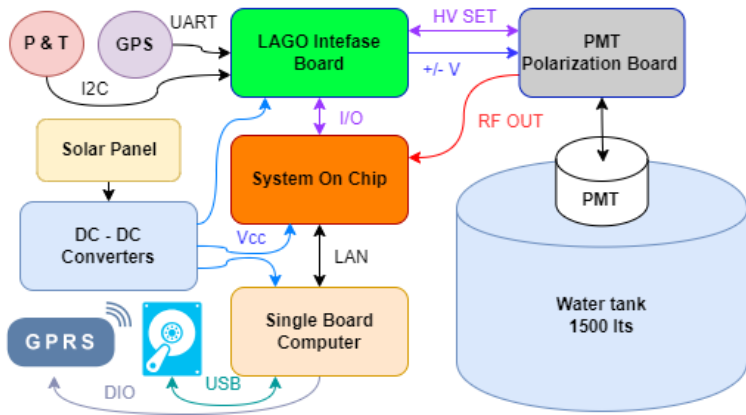 P & T
GPS
UART
I2C
LAGO Intefase
Board
HV SET
+/- V
PMT
Polarization Board
I/O
RF OUT
Solar Panel
System On Chip
PMT
DC - DC
Converters
Vcc
LAN
Water tank
1500 lts
GPRS
Single Board
Computer
DIO
USB